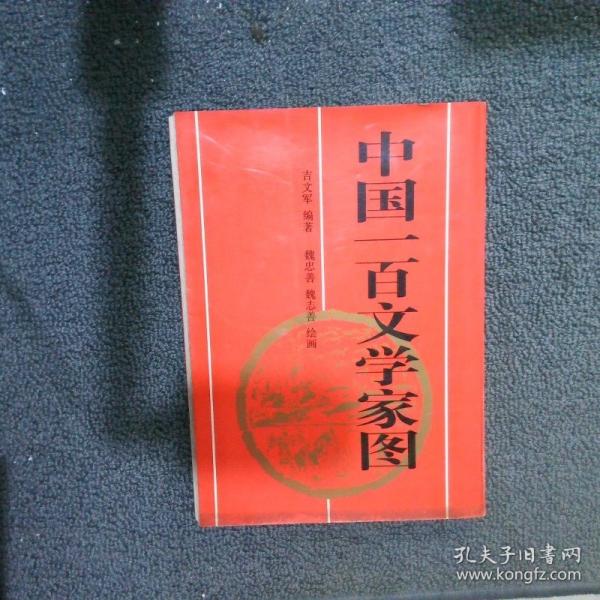 中国一百文学家图
吉文军 编著 魏忠善 魏志善 绘画
孔夫子旧书网
www.kongfz.com